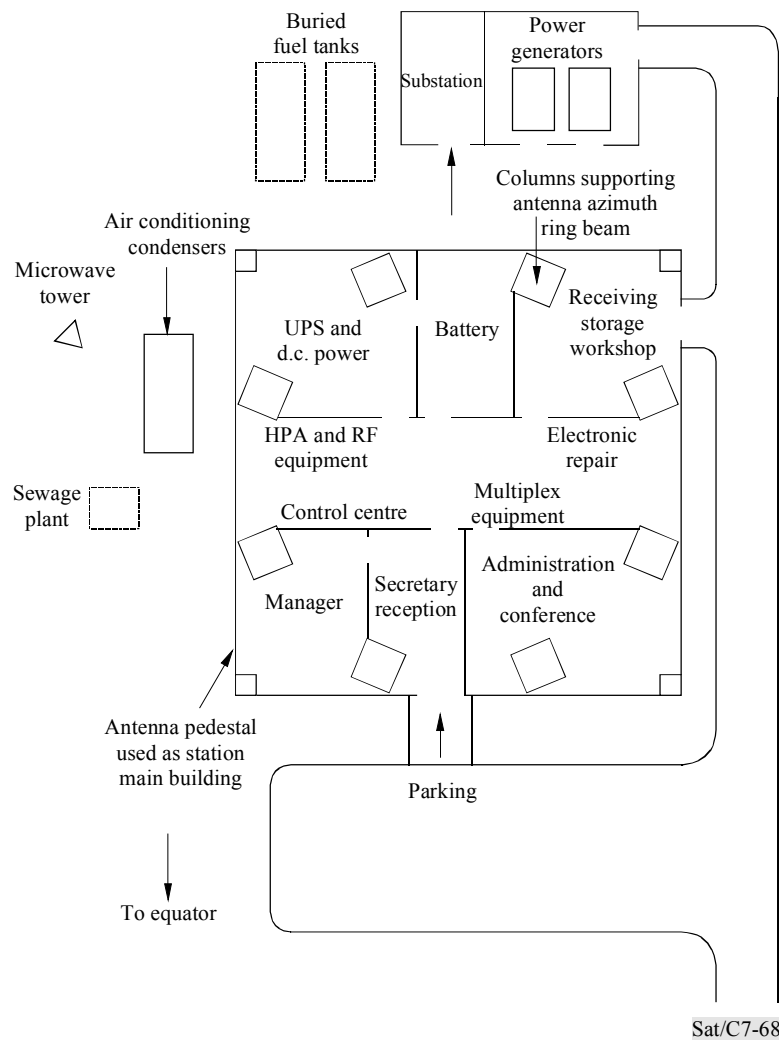 Buried
fuel tanks
Power
generators
Substation
Columns supporting
antenna azimuth
ring beam
Air conditioning
condensers
Microwave
tower
UPS and
d.c. power
Battery
Receiving
storage
workshop
HPA and RF
equipment
Electronic
repair
Sewage
plant
Control centre
Multiplex
equipment
Manager
Secretary
reception
Administration
and
conference
Antenna pedestal
used as station
main building
Parking
To equator
Sat/C7-68